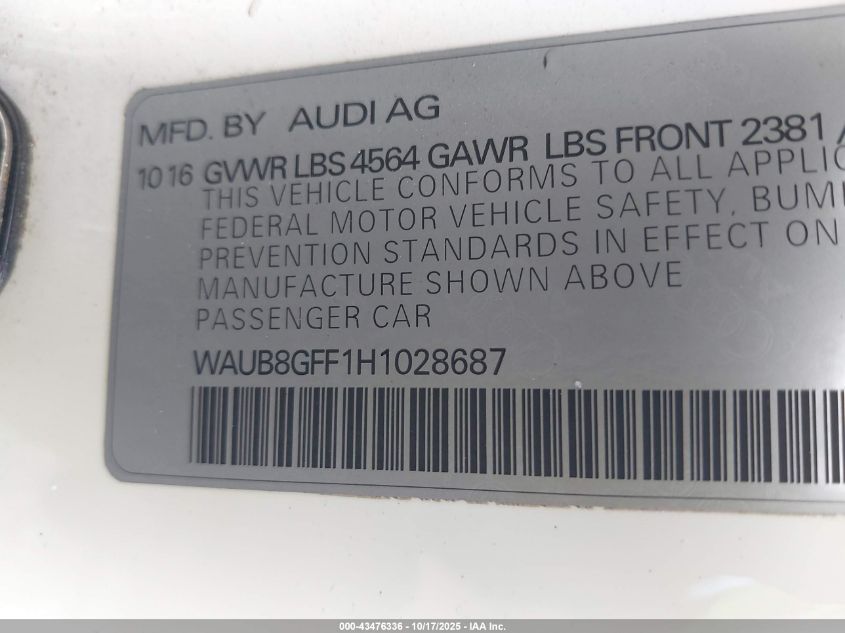 MFD. BY AUDI AG
10 16 GVWR LBS 4564 GAWR LBS FRONT 2381
THIS VEHICLE CONFORMS TO ALL APPLIC
FEDERAL MOTOR VEHICLE SAFETY, BUM
PREVENTION STANDARDS IN EFFECT ON
MANUFACTURE SHOWN ABOVE
PASSENGER CAR
WAUB8GFF1H1028687
000-43476336 - 10/17/2025 - IAA Inc.